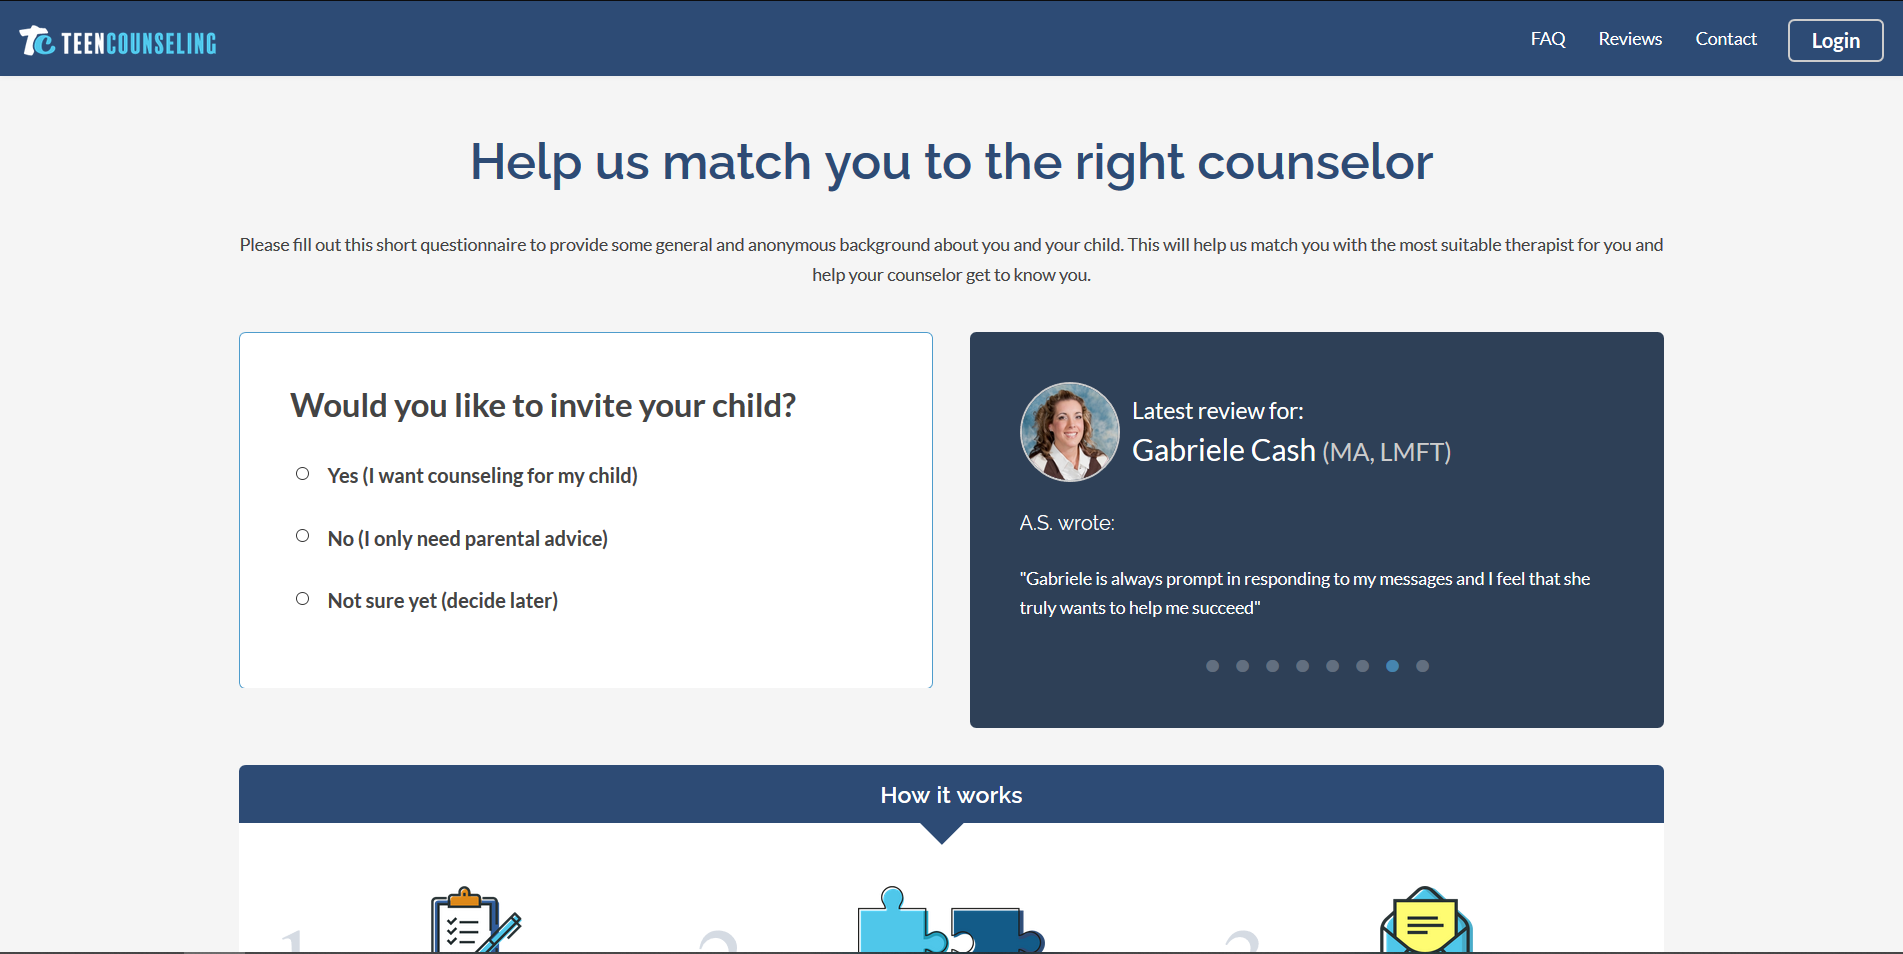 TEENCOUNSELING
FAQ
Reviews
Contact
Login
Help us match you to the right counselor
Please fill out this short questionnaire to provide some general and anonymous background about you and your child. This will help us match you with the most suitable therapist for you and
help your counselor get to know you.
Would you like to invite your child?
Yes (I want counseling for my child)
No (I only need parental advice)
Not sure yet (decide later)
Latest review for:
Gabriele Cash (MA, LMFT)
A.S. wrote:
"Gabriele is always prompt in responding to my messages and I feel that she
truly wants to help me succeed"
How it works
1
2
3